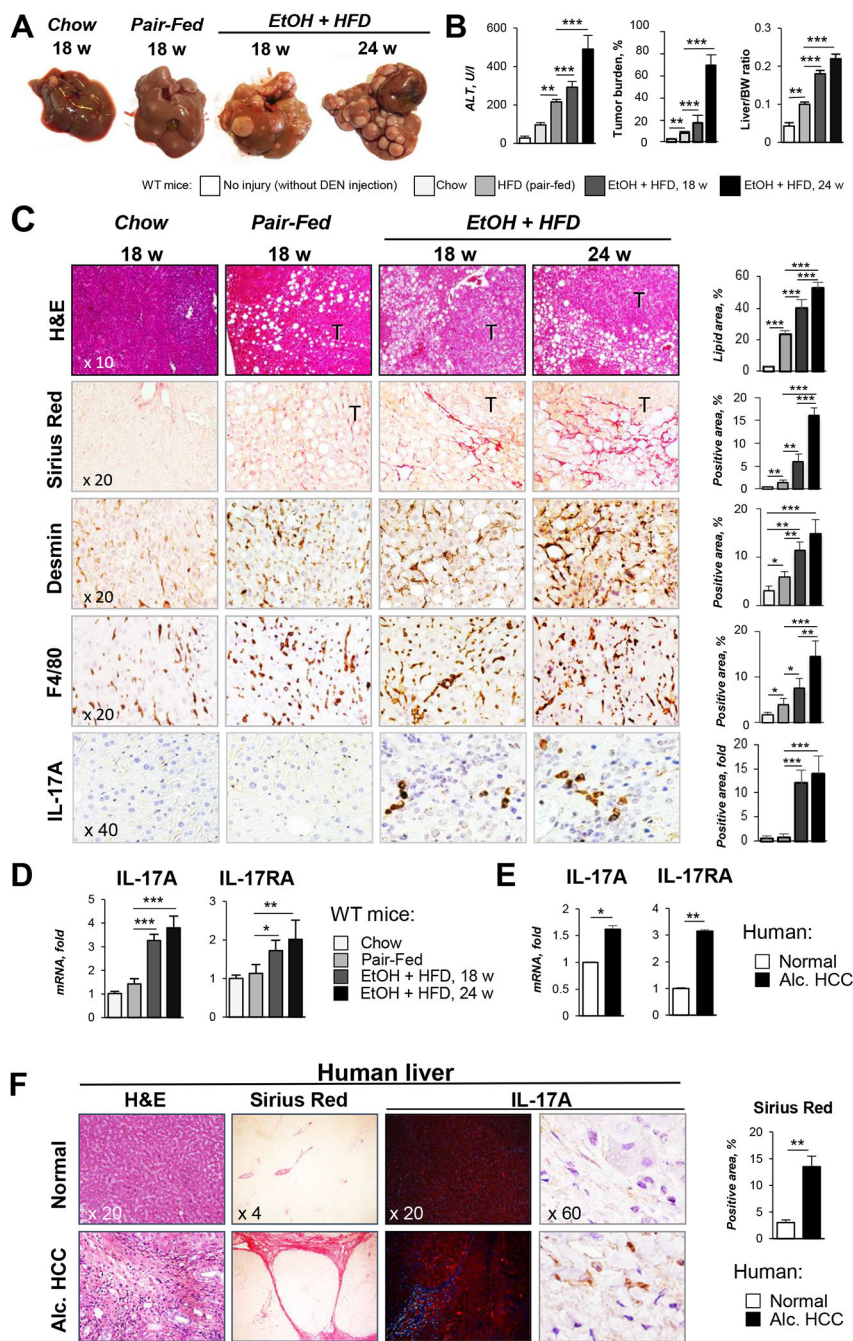 A
Chow
Pair-Fed
EtOH + HFD
18 w
18 w
18 w
24 w
B
ALT, U/l
600
400
200
0
**
***
***
Tumor burden, %
100
80
60
40
20
0
**
***
***
Liver/BW ratio
0.3
0.2
0.1
0
**
***
***
WT mice:
No injury (without DEN injection)
Chow
HFD (pair-fed)
EtOH + HFD, 18 w
EtOH + HFD, 24 w
C
Chow
Pair-Fed
EtOH + HFD
18 w
18 w
18 w
24 w
H&E
x 10
T
T
T
Lipid area, %
60
40
20
0
***
***
***
***
Sirius Red
x 20
T
T
T
Positive area, %
20
15
10
5
0
***
***
**
**
Desmin
x 20
Positive area, %
20
10
0
***
**
**
*
F4/80
x 20
Positive area, %
20
10
0
***
**
*
*
IL-17A
x 40
Positive area, fold
20
15
10
5
0
***
***
D
IL-17A
IL-17RA
mRNA, fold
5
4
3
2
1
0
***
***
2
1
0
**
*
WT mice:
Chow
Pair-Fed
EtOH + HFD, 18 w
EtOH + HFD, 24 w
E
IL-17A
IL-17RA
mRNA, fold
2
1.5
1
0.5
0
*
4
3
2
1
0
**
Human:
Normal
Alc. HCC
F
Human liver
H&E
Sirius Red
IL-17A
Normal
x 20
x 4
x 20
x 60
Alc. HCC
Sirius Red
Positive area, %
20
15
10
5
0
**
Human:
Normal
Alc. HCC